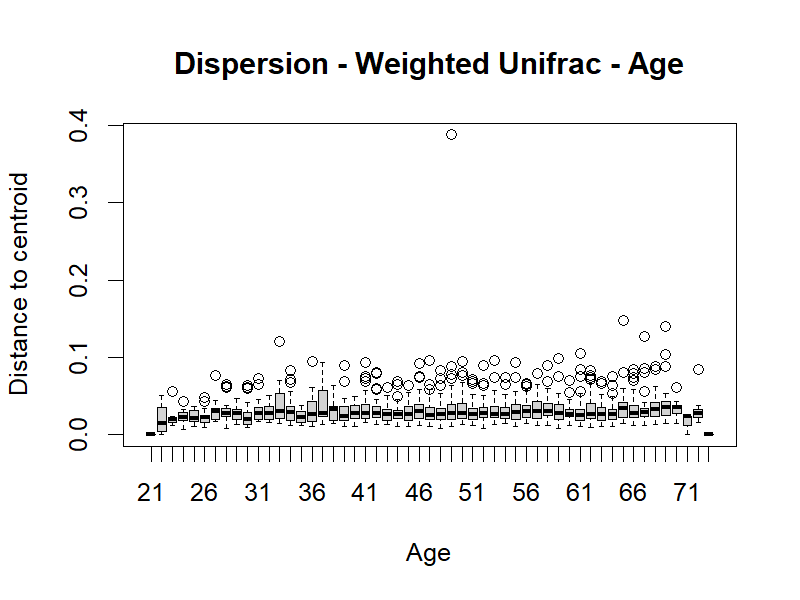 Dispersion - Weighted Unifrac - Age
Distance to centroid
0.4
0.3
0.2
0.1
0.0
21 26 31 36 41 46 51 56 61 66 71
Age